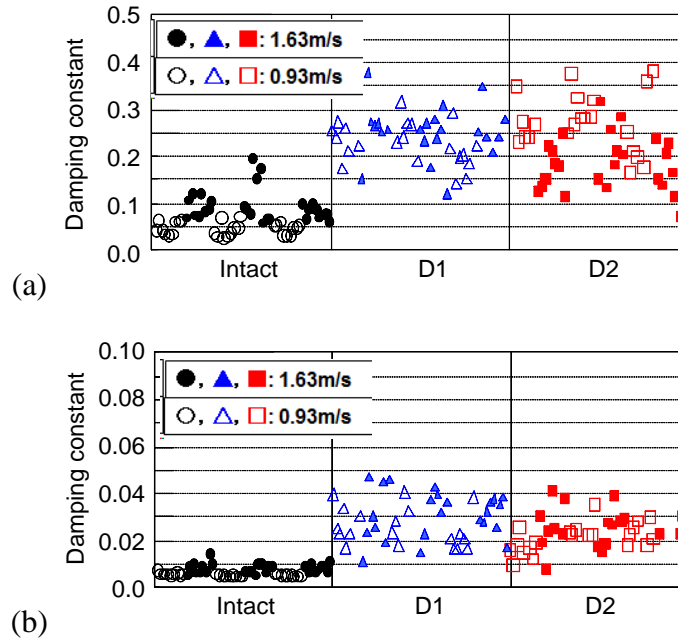 0.5
0.4
0.3
0.2
0.1
0.0
Damping constant
●, ▲, ■: 1.63m/s
○, △, □: 0.93m/s
Intact D1 D2
(a)
0.10
0.08
0.06
0.04
0.02
0.0
Damping constant
●, ▲, ■: 1.63m/s
○, △, □: 0.93m/s
Intact D1 D2
(b)